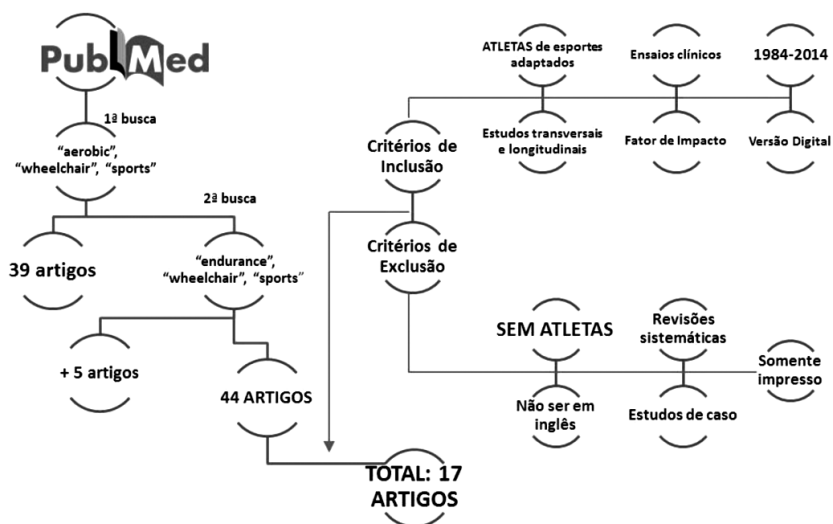 PubMed
1ª busca
“aerobic”,
“wheelchair”, “sports”
2ª busca
39 artigos
“endurance”,
“wheelchair”, “sports”
+ 5 artigos
44 ARTIGOS
TOTAL: 17
ARTIGOS
Critérios de
Inclusão
ATLETAS de esportes
adaptados
Ensaios clínicos
1984-2014
Estudos transversais
e longitudinais
Fator de Impacto
Versão Digital
Critérios de
Exclusão
SEM ATLETAS
Revisões
sistemáticas
Somente
impresso
Não ser em
inglês
Estudos de caso